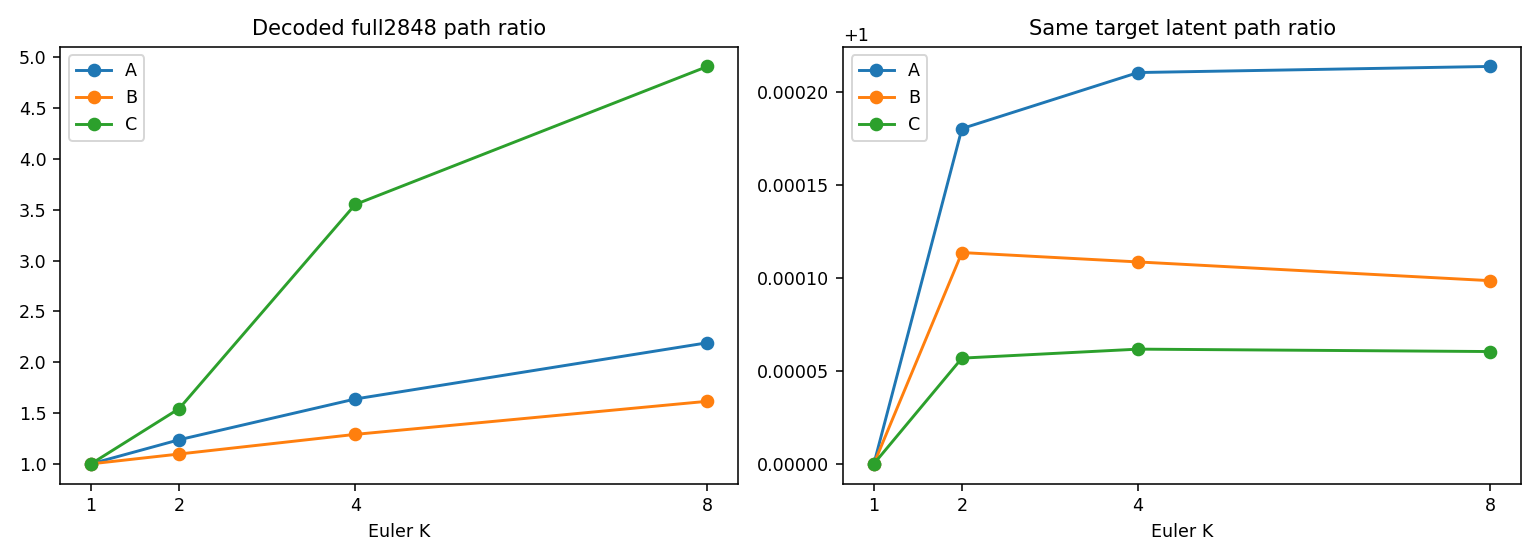 Decoded full2848 path ratio
5.0
4.5
4.0
3.5
3.0
2.5
2.0
1.5
1.0
A
B
C
1
2
4
8
Euler K
Same target latent path ratio
+1
0.00020
0.00015
0.00010
0.00005
0.00000
A
B
C
1
2
4
8
Euler K